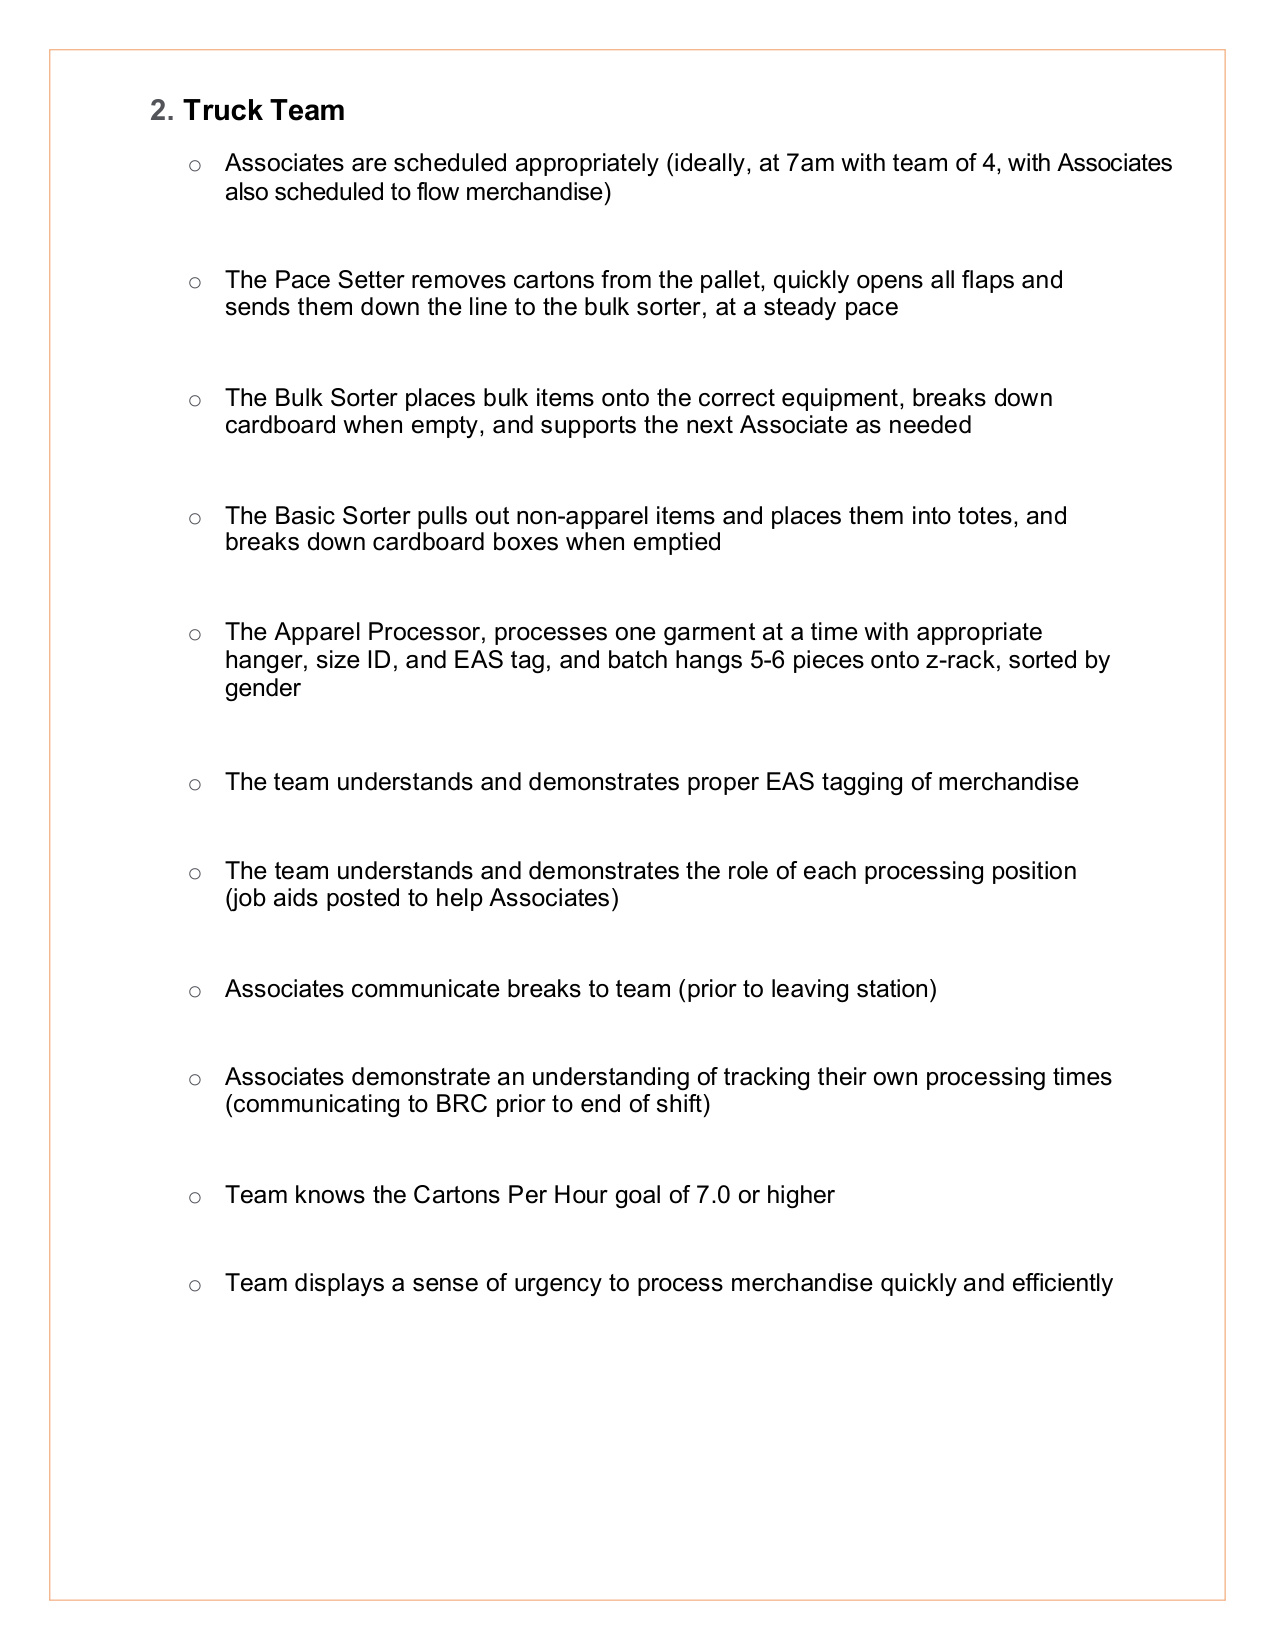 2. Truck Team
○ Associates are scheduled appropriately (ideally, at 7am with team of 4, with Associates
also scheduled to flow merchandise)
○ The Pace Setter removes cartons from the pallet, quickly opens all flaps and
sends them down the line to the bulk sorter, at a steady pace
○ The Bulk Sorter places bulk items onto the correct equipment, breaks down
cardboard when empty, and supports the next Associate as needed
○ The Basic Sorter pulls out non-apparel items and places them into totes, and
breaks down cardboard boxes when emptied
○ The Apparel Processor, processes one garment at a time with appropriate
hanger, size ID, and EAS tag, and batch hangs 5-6 pieces onto z-rack, sorted by
gender
○ The team understands and demonstrates proper EAS tagging of merchandise
○ The team understands and demonstrates the role of each processing position
(job aids posted to help Associates)
○ Associates communicate breaks to team (prior to leaving station)
○ Associates demonstrate an understanding of tracking their own processing times
(communicating to BRC prior to end of shift)
○ Team knows the Cartons Per Hour goal of 7.0 or higher
○ Team displays a sense of urgency to process merchandise quickly and efficiently